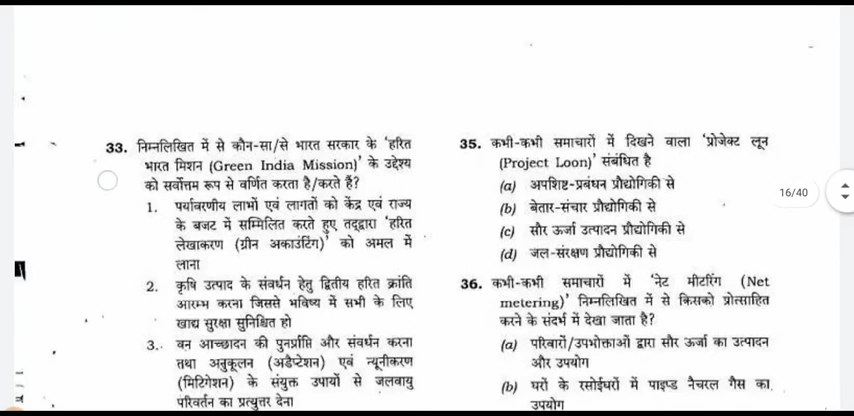 33. निम्नलिखित में से कौन-सा/से भारत सरकार के 'हरित
भारत मिशन (Green India Mission)' के उद्देश्य
को सर्वोत्तम रूप से वर्णित करता है/करते हैं?
1. पर्यावरणीय लाभों एवं लागतों को केंद्र एवं राज्य
के बजट में सम्मिलित करते हुए तद्द्वारा 'हरित
लेखाकरण (ग्रीन अकाउंटिंग)' को अमल में
लाना
2. कृषि उत्पाद के संवर्धन हेतु द्वितीय हरित क्रांति
आरम्भ करना जिससे भविष्य में सभी के लिए
खाद्य सुरक्षा सुनिश्चित हो
3. वन आच्छादन की पुनर्प्राप्ति और संवर्धन करना
तथा अनुकूलन (अडैप्टेशन) एवं न्यूनीकरण
(मिटिगेशन) के संयुक्त उपायों से जलवायु
परिवर्तन का प्रत्युत्तर देना
35. कभी-कभी समाचारों में दिखने वाला 'प्रोजेक्ट लून
(Project Loon)' संबंधित है
(a) अपशिष्ट-प्रबंधन प्रौद्योगिकी से
(b) बेतार-संचार प्रौद्योगिकी से
(c) सौर ऊर्जा उत्पादन प्रौद्योगिकी से
(d) जल-संरक्षण प्रौद्योगिकी से
36. कभी-कभी समाचारों में 'नेट मीटरिंग (Net
metering)' निम्नलिखित में से किसको प्रोत्साहित
करने के संदर्भ में देखा जाता है?
(a) परिवारों/उपभोक्ताओं द्वारा सौर ऊर्जा का उत्पादन
और उपयोग
(b) घरों के रसोईघरों में पाइप्ड नैचरल गैस का
उपयोग
16/40